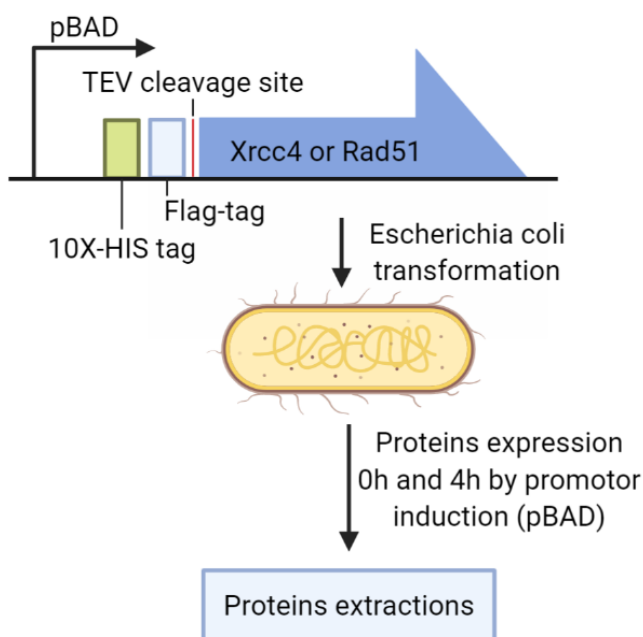 pBAD
TEV cleavage site
Xrcc4 or Rad51
Flag-tag
10X-HIS tag
Escherichia coli
transformation
Proteins expression
0h and 4h by promotor
induction (pBAD)
Proteins extractions